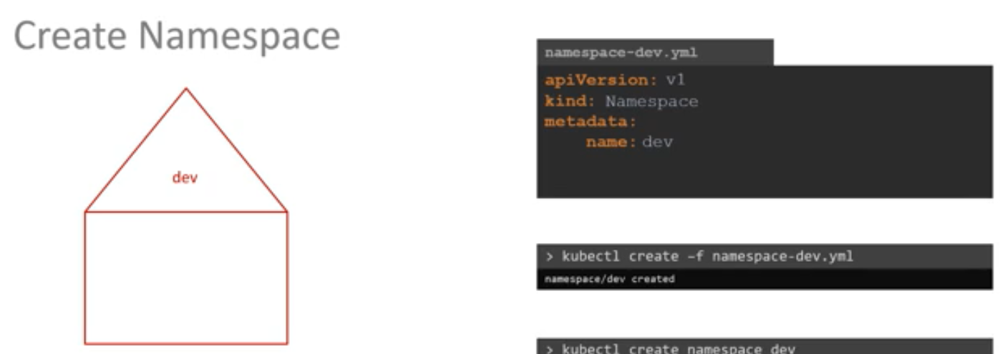 Create Namespace
dev
namespace-dev.yml
apiVersion: v1
kind: Namespace
metadata:
    name: dev
> kubectl create –f namespace-dev.yml
namespace/dev created
> kubectl create namespace dev